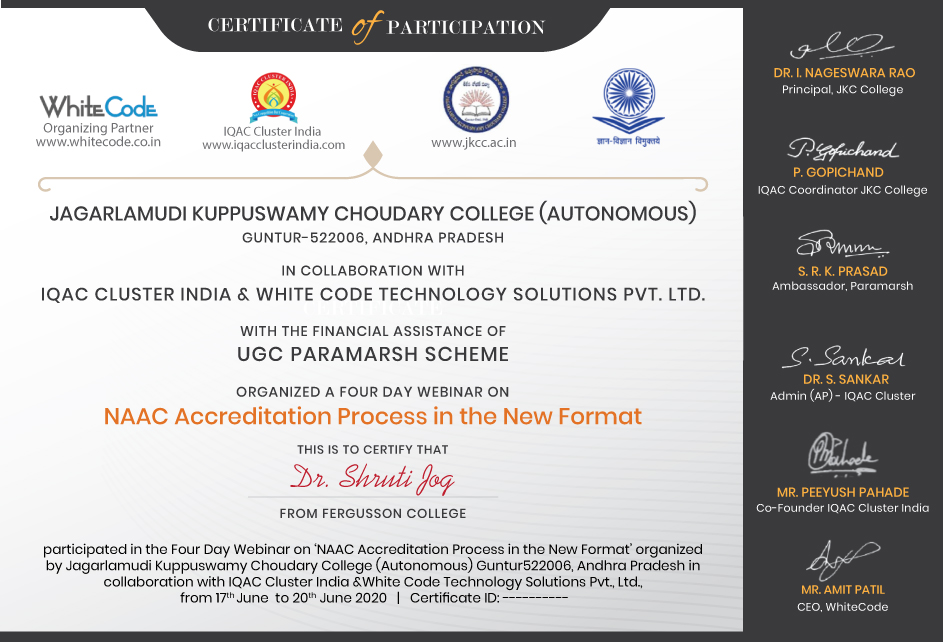 CERTIFICATE of PARTICIPATION
WhiteCode
Organizing Partner
www.whitecode.co.in
IQAC CLUSTER INDIA
IQAC Cluster India
www.iqacclusterindia.com
www.jkcc.ac.in
ज्ञान-विज्ञान विमुक्तये
JAGARLAMUDI KUPPUSWAMY CHOUDARY COLLEGE (AUTONOMOUS)
GUNTUR-522006, ANDHRA PRADESH
IN COLLABORATION WITH
IQAC CLUSTER INDIA & WHITE CODE TECHNOLOGY SOLUTIONS PVT. LTD.
CERTIFICATE
WITH THE FINANCIAL ASSISTANCE OF
UGC PARAMARSH SCHEME
ORGANIZED A FOUR DAY WEBINAR ON
NAAC Accreditation Process in the New Format
THIS IS TO CERTIFY THAT
Dr. Shruti Jog
FROM FERGUSSON COLLEGE
participated in the Four Day Webinar on 'NAAC Accreditation Process in the New Format' organized
by Jagarlamudi Kuppuswamy Choudary College (Autonomous) Guntur522006, Andhra Pradesh in
collaboration with IQAC Cluster India &White Code Technology Solutions Pvt., Ltd.,
from 17th June to 20th June 2020 | Certificate ID: ----------
DR. I. NAGESWARA RAO
Principal, JKC College
P. Gopichand
P. GOPICHAND
IQAC Coordinator JKC College
S. R. K. PRASAD
Ambassador, Paramarsh
S. Sankar
DR. S. SANKAR
Admin (AP) - IQAC Cluster
PMPahade
MR. PEEYUSH PAHADE
Co-Founder IQAC Cluster India
MR. AMIT PATIL
CEO, WhiteCode